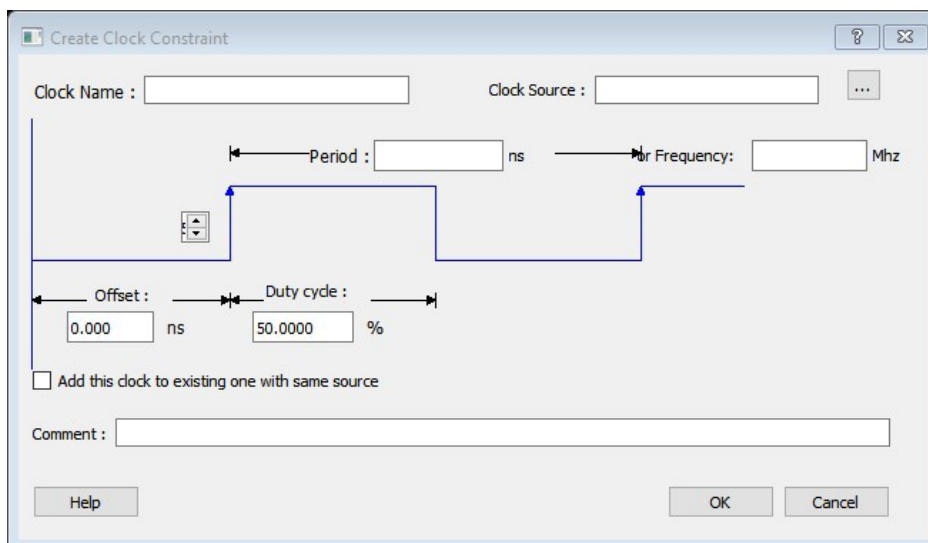 Create Clock Constraint
Clock Name : Clock Source : ...
Period : ns or Frequency: Mhz
Offset : Duty cycle :
0.000 ns 50.0000 %
Add this clock to existing one with same source
Comment :
Help OK Cancel